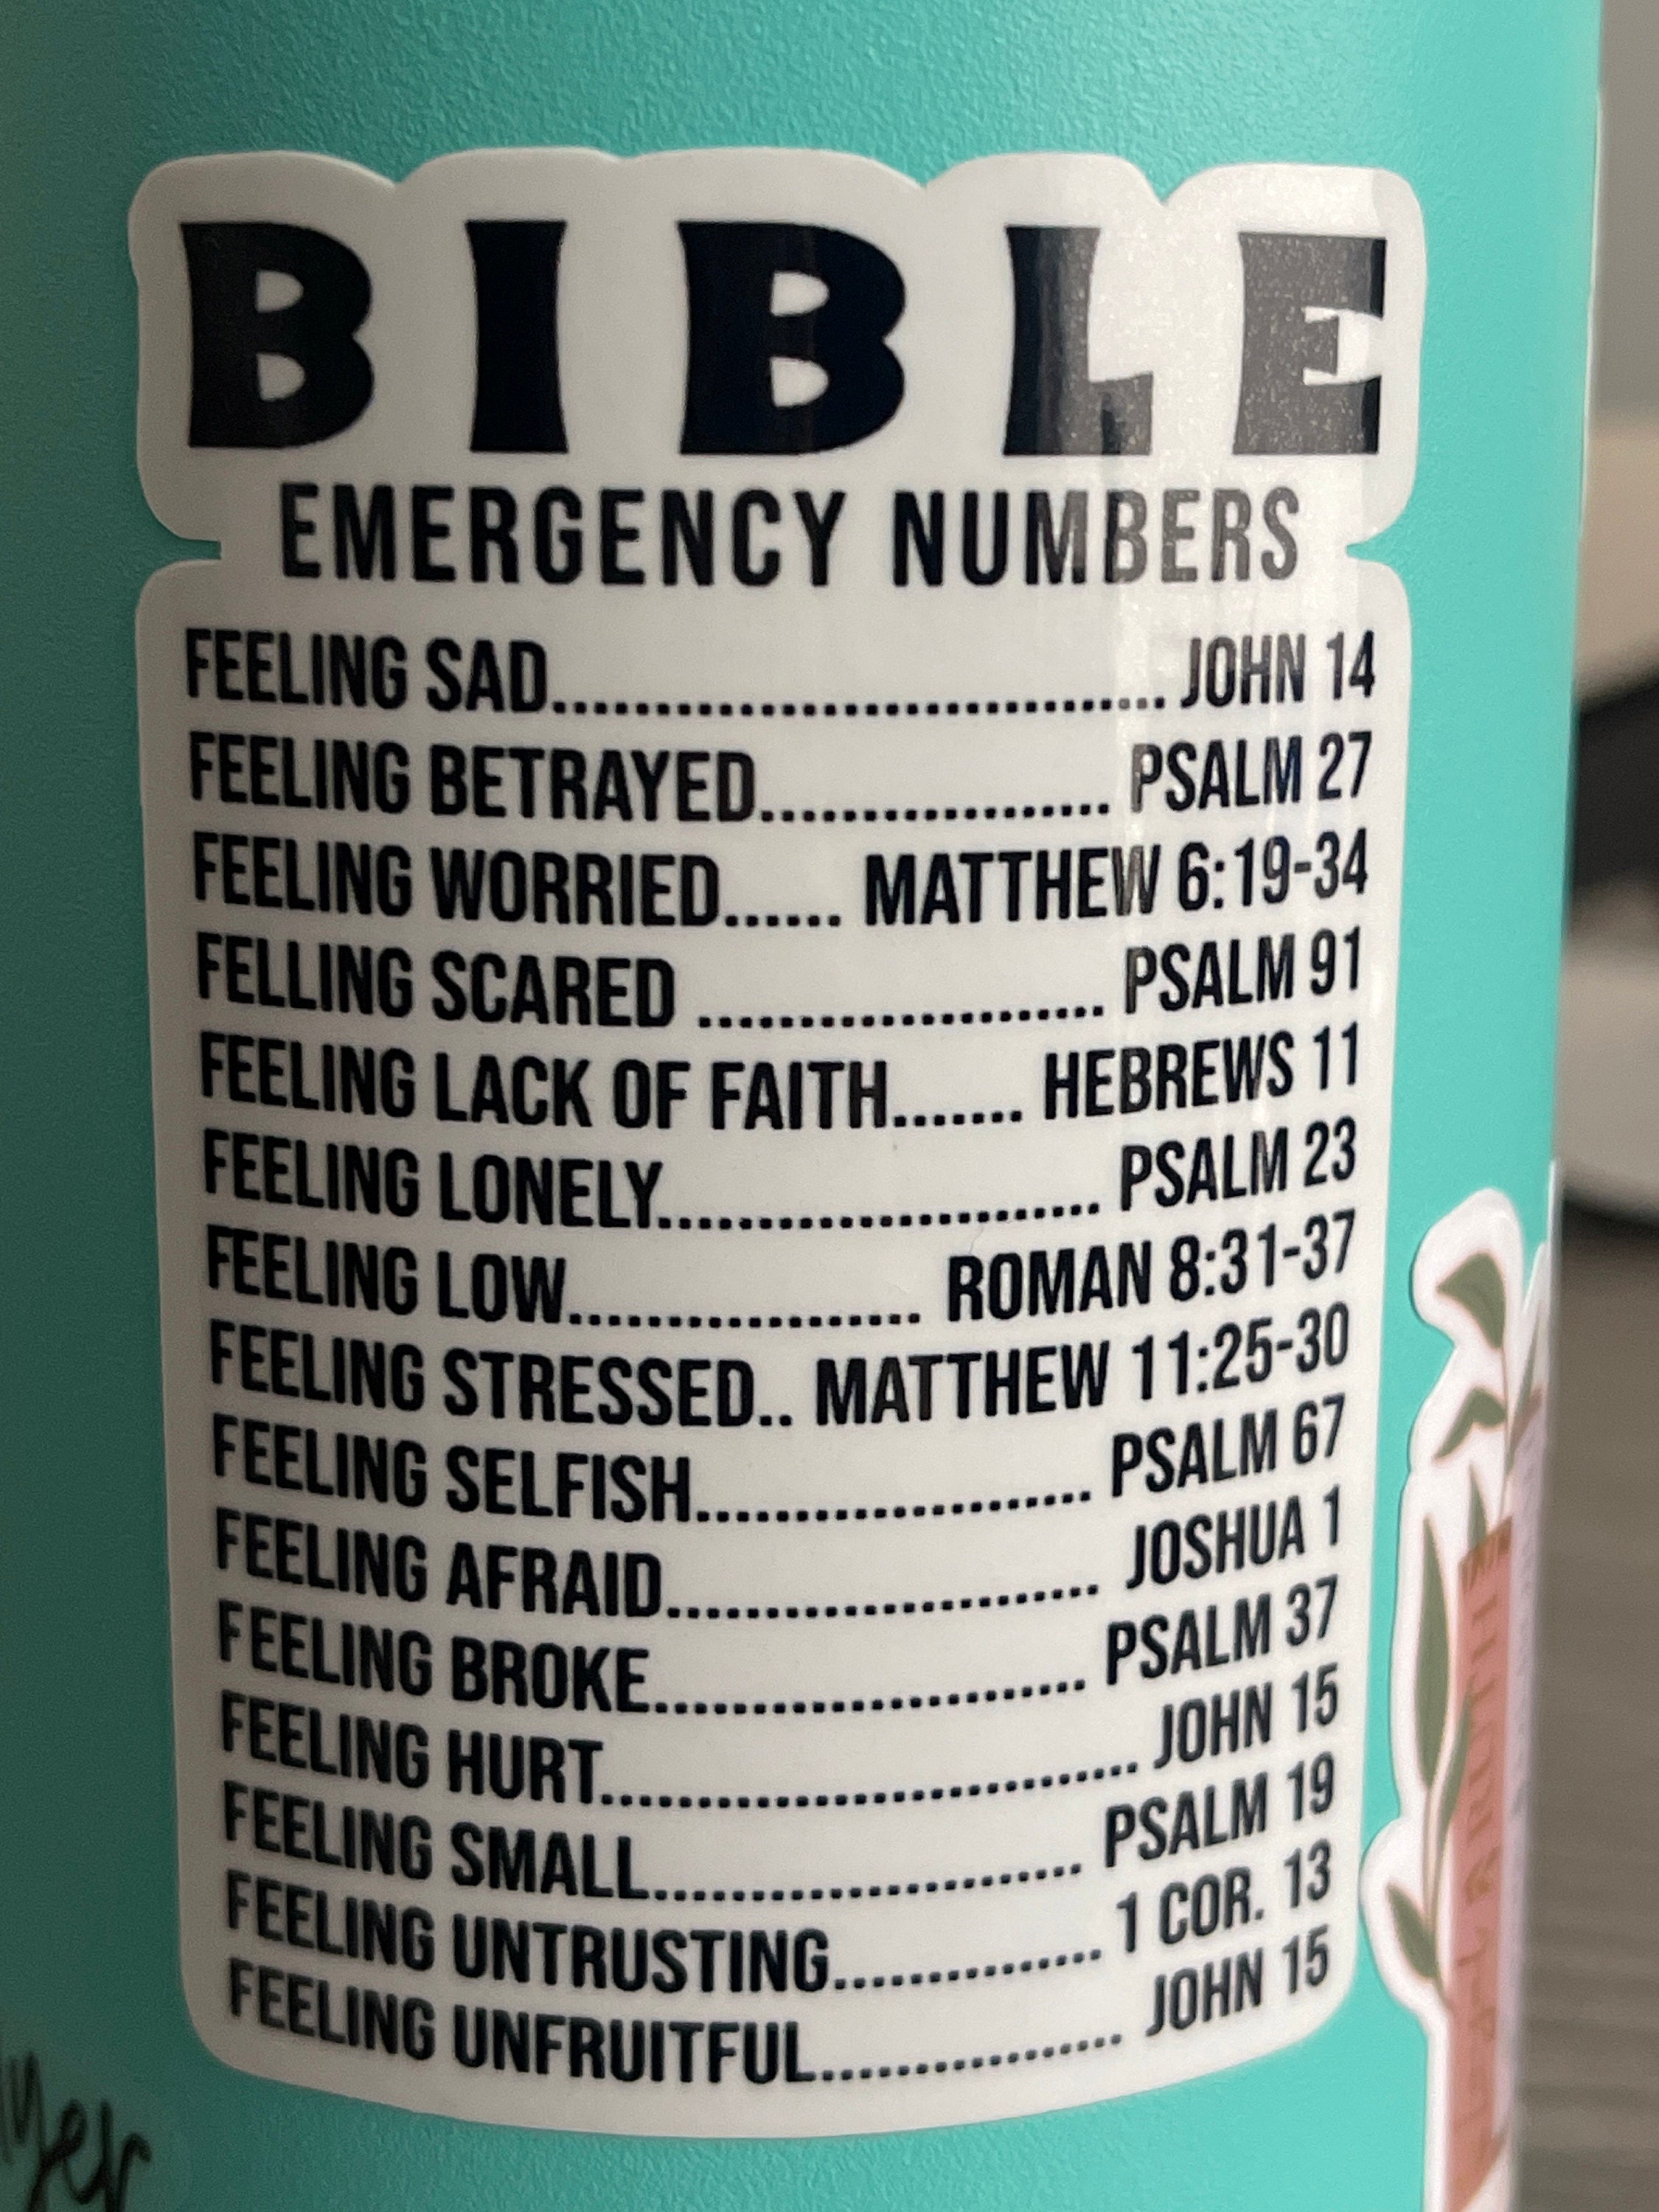 BIBLE
EMERGENCY NUMBERS
FEELING SAD.............................. JOHN 14
FEELING BETRAYED................. PSALM 27
FEELING WORRIED...... MATTHEW 6:19-34
FELLING SCARED .................... PSALM 91
FEELING LACK OF FAITH....... HEBREWS 11
FEELING LONELY...................... PSALM 23
FEELING LOW.................. ROMAN 8:31-37
FEELING STRESSED.. MATTHEW 11:25-30
FEELING SELFISH.................... PSALM 67
FEELING AFRAID...................... JOSHUA 1
FEELING BROKE...................... PSALM 37
FEELING HURT........................... JOHN 15
FEELING SMALL...................... PSALM 19
FEELING UNTRUSTING.............. 1 COR. 13
FEELING UNFRUITFUL................ JOHN 15